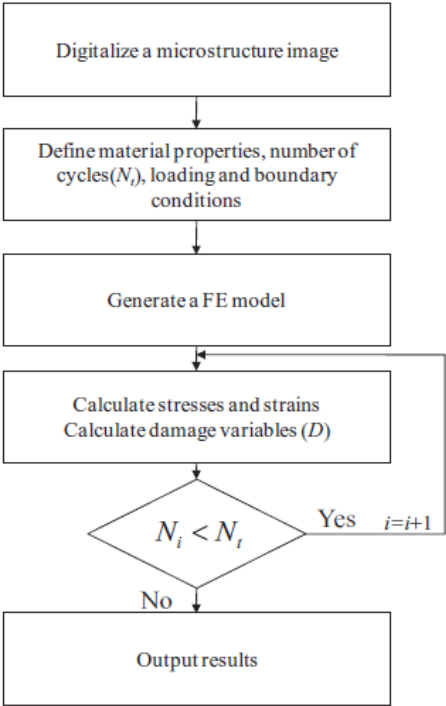 Digitalize a microstructure image
Define material properties, number of
cycles(Nt), loading and boundary
conditions
Generate a FE model
Calculate stresses and strains
Calculate damage variables (D)
Ni < Nt
Yes i=i+1
No
Output results